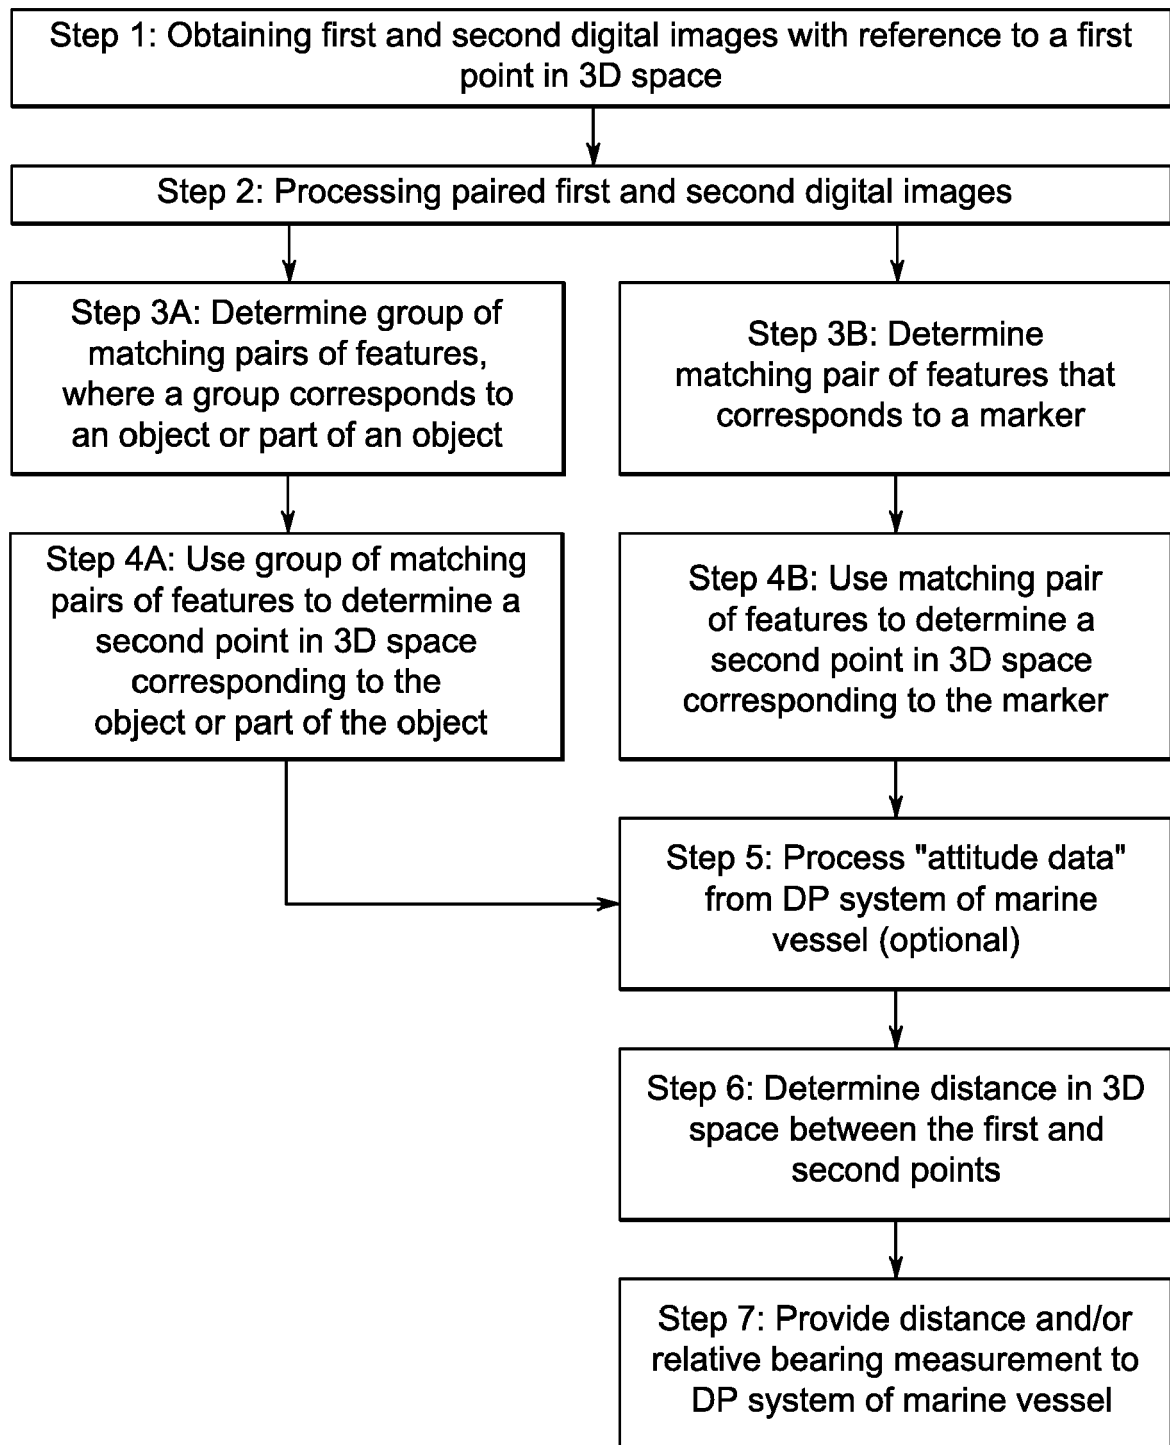 Step 1: Obtaining first and second digital images with reference to a first
point in 3D space
Step 2: Processing paired first and second digital images
Step 3A: Determine group of
matching pairs of features,
where a group corresponds to
an object or part of an object
Step 3B: Determine
matching pair of features that
corresponds to a marker
Step 4A: Use group of matching
pairs of features to determine a
second point in 3D space
corresponding to the
object or part of the object
Step 4B: Use matching pair
of features to determine a
second point in 3D space
corresponding to the marker
Step 5: Process "attitude data"
from DP system of marine
vessel (optional)
Step 6: Determine distance in 3D
space between the first and
second points
Step 7: Provide distance and/or
relative bearing measurement to
DP system of marine vessel